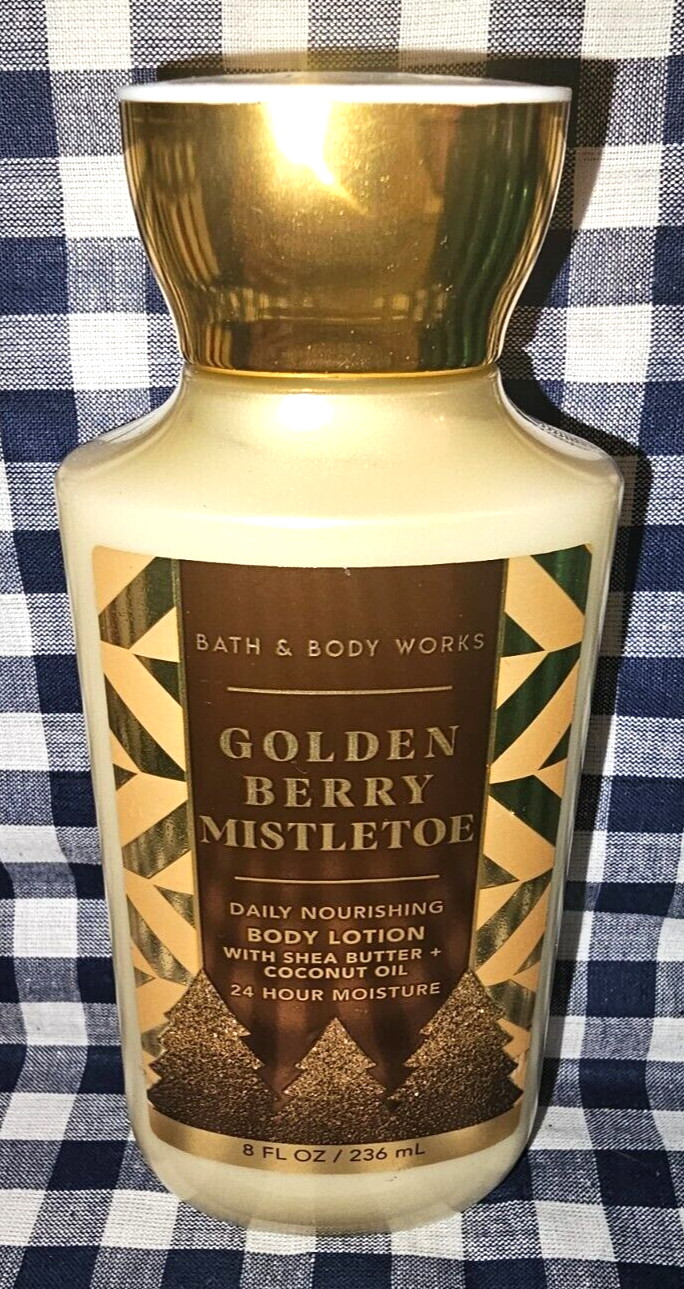 BATH & BODY WORKS
GOLDEN
BERRY
MISTLETOE
DAILY NOURISHING
BODY LOTION
WITH SHEA BUTTER +
COCONUT OIL
24 HOUR MOISTURE
8 FL OZ / 236 mL